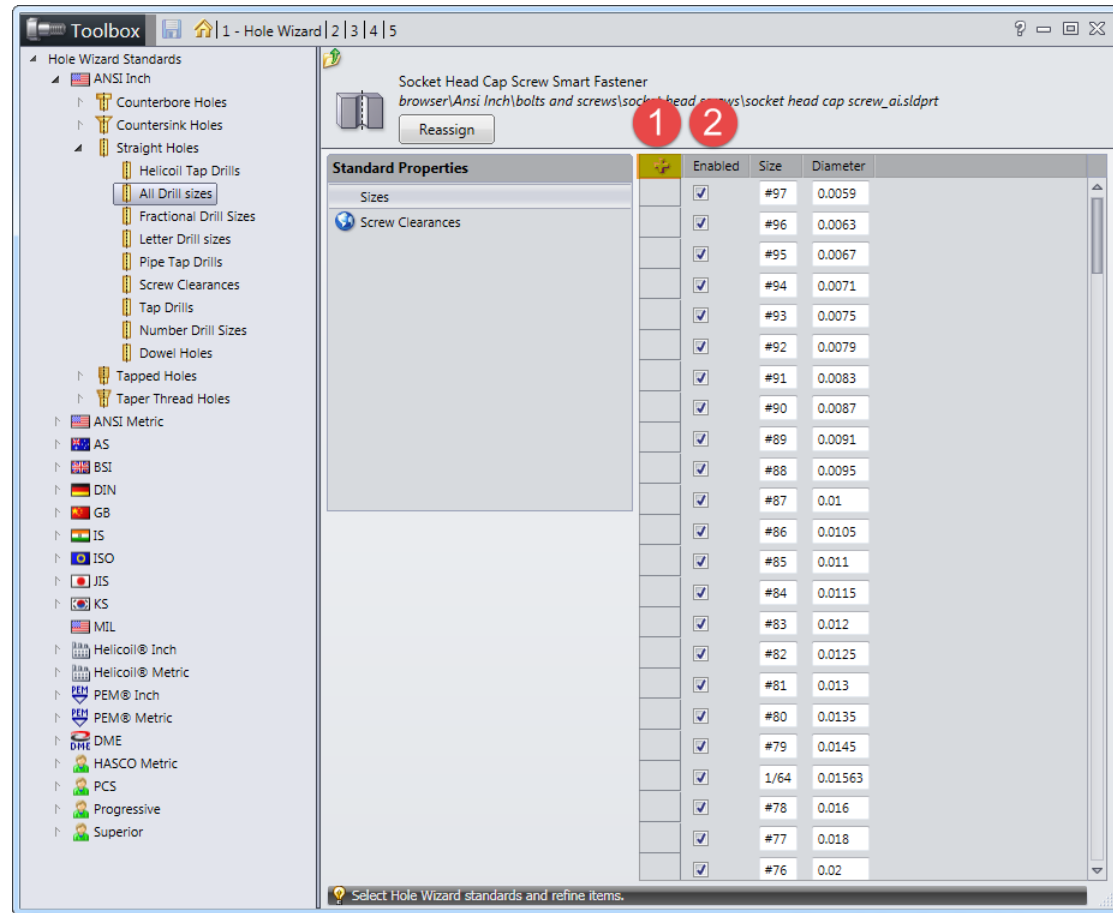 Toolbox 1 - Hole Wizard 2 3 4 5
Hole Wizard Standards
ANSI Inch
Counterbore Holes
Countersink Holes
Straight Holes
Helicoil Tap Drills
All Drill sizes
Fractional Drill Sizes
Letter Drill sizes
Pipe Tap Drills
Screw Clearances
Tap Drills
Number Drill Sizes
Dowel Holes
Tapped Holes
Taper Thread Holes
ANSI Metric
AS
BSI
DIN
GB
IS
ISO
JIS
KS
MIL
Helicoil® Inch
Helicoil® Metric
PEM PEM® Inch
PEM PEM® Metric
DME DME
HASCO Metric
PCS
Progressive
Superior
Socket Head Cap Screw Smart Fastener
browser\Ansi Inch\bolts and screws\socket head screws\socket head cap screw_ai.sldprt
Reassign
1 2
Standard Properties
Sizes
Screw Clearances
Enabled Size Diameter
#97 0.0059
#96 0.0063
#95 0.0067
#94 0.0071
#93 0.0075
#92 0.0079
#91 0.0083
#90 0.0087
#89 0.0091
#88 0.0095
#87 0.01
#86 0.0105
#85 0.011
#84 0.0115
#83 0.012
#82 0.0125
#81 0.013
#80 0.0135
#79 0.0145
1/64 0.01563
#78 0.016
#77 0.018
#76 0.02
Select Hole Wizard standards and refine items.